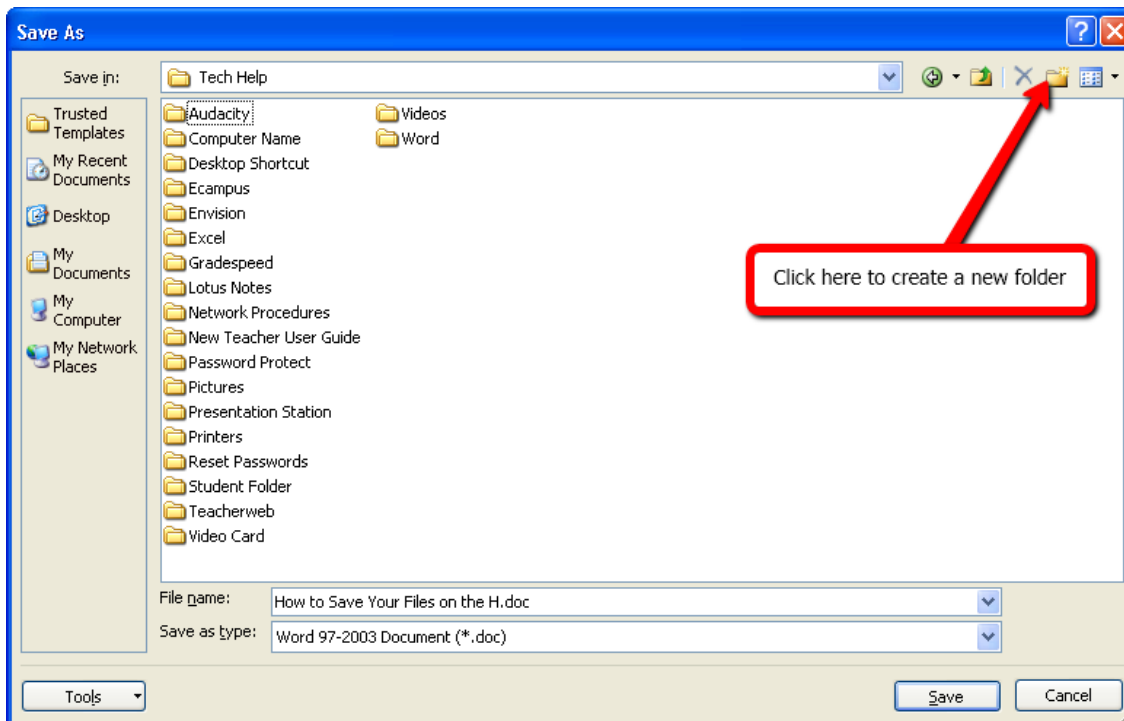 Save As
Save in:
Tech Help
Trusted
Templates
My Recent
Documents
Desktop
My
Documents
My
Computer
My Network
Places
Audacity
Computer Name
Desktop Shortcut
Ecampus
Envision
Excel
Gradespeed
Lotus Notes
Network Procedures
New Teacher User Guide
Password Protect
Pictures
Presentation Station
Printers
Reset Passwords
Student Folder
Teacherweb
Video Card
Videos
Word
Click here to create a new folder
File name:
How to Save Your Files on the H.doc
Save as type:
Word 97-2003 Document (*.doc)
Tools
Save
Cancel